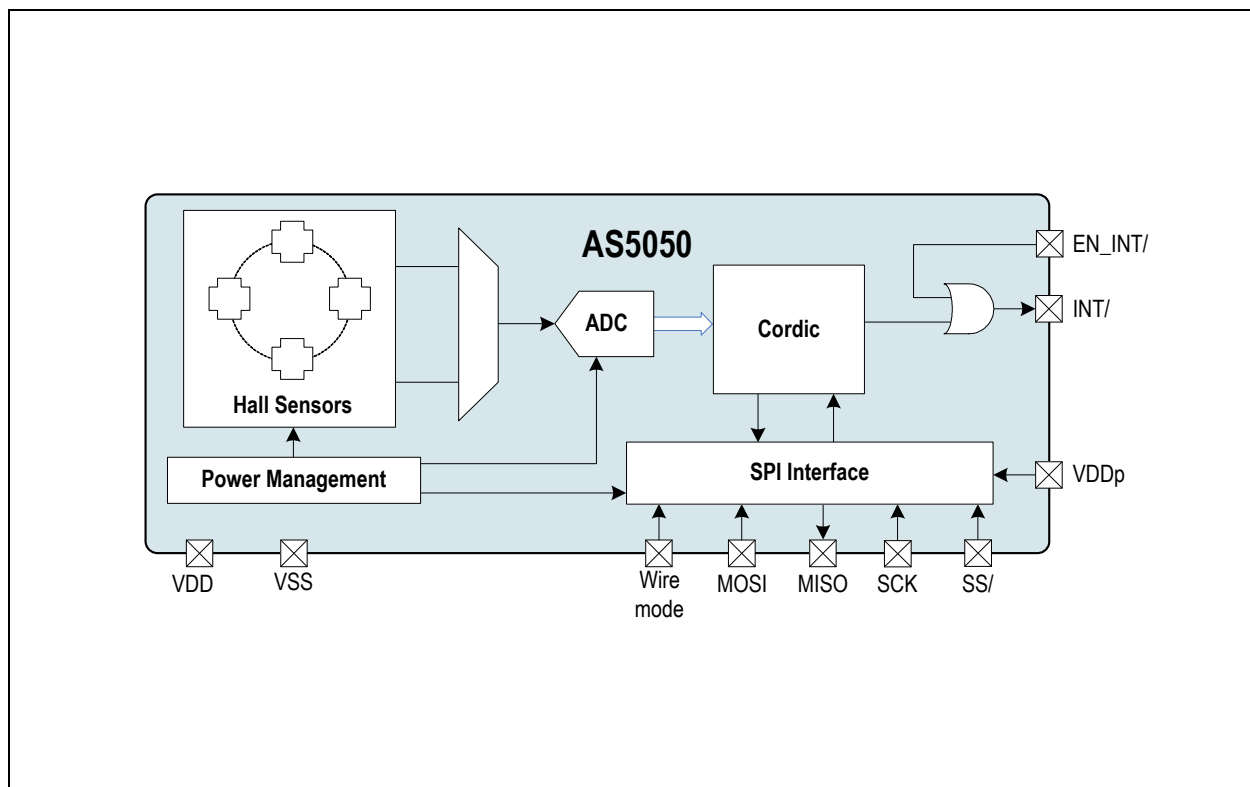 AS5050
EN_INT/
INT/
ADC
Cordic
Hall Sensors
Power Management
SPI Interface
VDDp
VDD
VSS
Wire
mode
MOSI
MISO
SCK
SS/